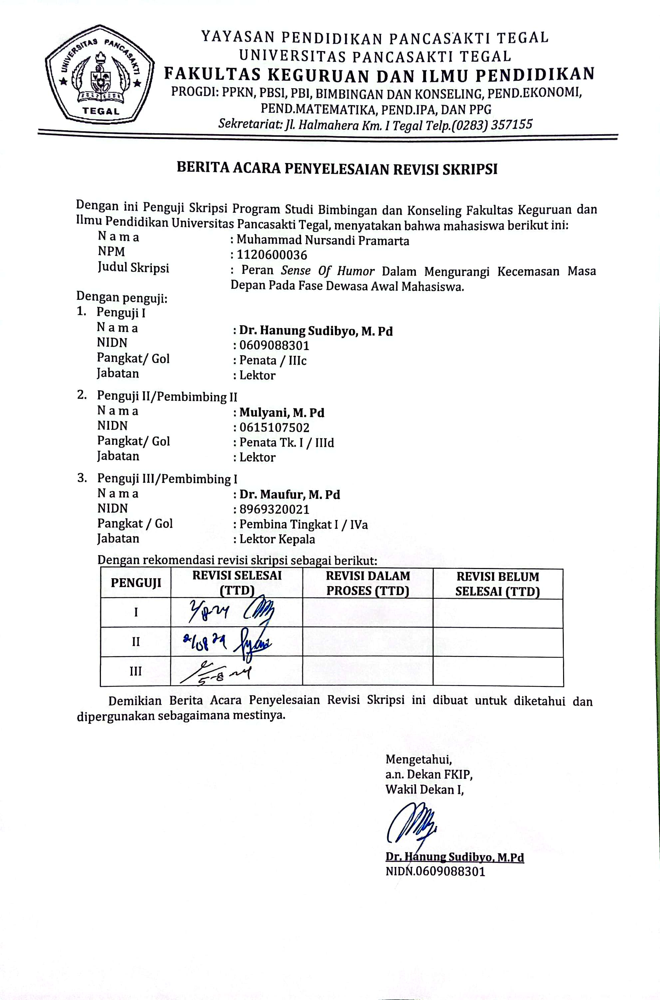 UNIVERSITAS PANCASAKTI
TEGAL
YAYASAN PENDIDIKAN PANCASAKTI TEGAL
UNIVERSITAS PANCASAKTI TEGAL
FAKULTAS KEGURUAN DAN ILMU PENDIDIKAN
PROGDI: PPKN, PBSI, PBI, BIMBINGAN DAN KONSELING, PEND.EKONOMI,
PEND.MATEMATIKA, PEND.IPA, DAN PPG
Sekretariat: Jl. Halmahera Km. I Tegal Telp.(0283) 357155
BERITA ACARA PENYELESAIAN REVISI SKRIPSI
Dengan ini Penguji Skripsi Program Studi Bimbingan dan Konseling Fakultas Keguruan dan
Ilmu Pendidikan Universitas Pancasakti Tegal, menyatakan bahwa mahasiswa berikut ini:
N a m a : Muhammad Nursandi Pramarta
NPM : 1120600036
Judul Skripsi : Peran Sense Of Humor Dalam Mengurangi Kecemasan Masa
Depan Pada Fase Dewasa Awal Mahasiswa.
Dengan penguji:
1. Penguji I
N a m a : Dr. Hanung Sudibyo, M. Pd
NIDN : 0609088301
Pangkat/ Gol : Penata / IIIc
Jabatan : Lektor
2. Penguji II/Pembimbing II
N a m a : Mulyani, M. Pd
NIDN : 0615107502
Pangkat/ Gol : Penata Tk. I / IIId
Jabatan : Lektor
3. Penguji III/Pembimbing I
N a m a : Dr. Maufur, M. Pd
NIDN : 8969320021
Pangkat / Gol : Pembina Tingkat I / IVa
Jabatan : Lektor Kepala
Dengan rekomendasi revisi skripsi sebagai berikut:
PENGUJI REVISI SELESAI (TTD) REVISI DALAM PROSES (TTD) REVISI BELUM SELESAI (TTD)
I 2/8-24
II 2/08 24
III 5-8-24
Demikian Berita Acara Penyelesaian Revisi Skripsi ini dibuat untuk diketahui dan
dipergunakan sebagaimana mestinya.
Mengetahui,
a.n. Dekan FKIP,
Wakil Dekan I,
Dr. Hanung Sudibyo, M.Pd
NIDN.0609088301